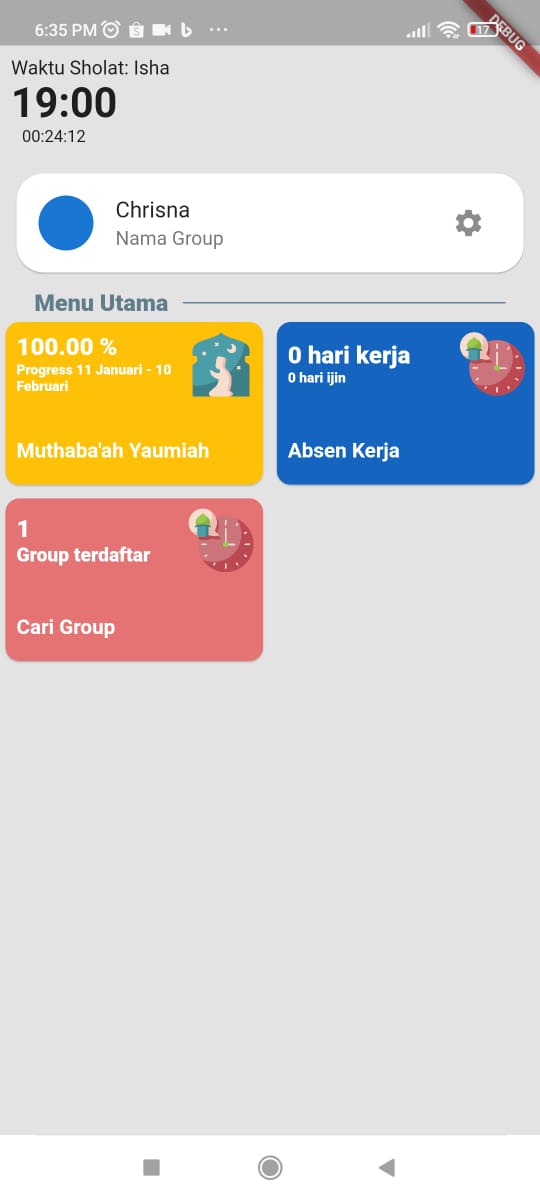 6:35 PM
17
DEBUG
Waktu Sholat: Isha
19:00
00:24:12
Chrisna
Nama Group
Menu Utama
100.00 %
Progress 11 Januari - 10
Februari
Muthaba'ah Yaumiah
0 hari kerja
0 hari ijin
Absen Kerja
1
Group terdaftar
Cari Group